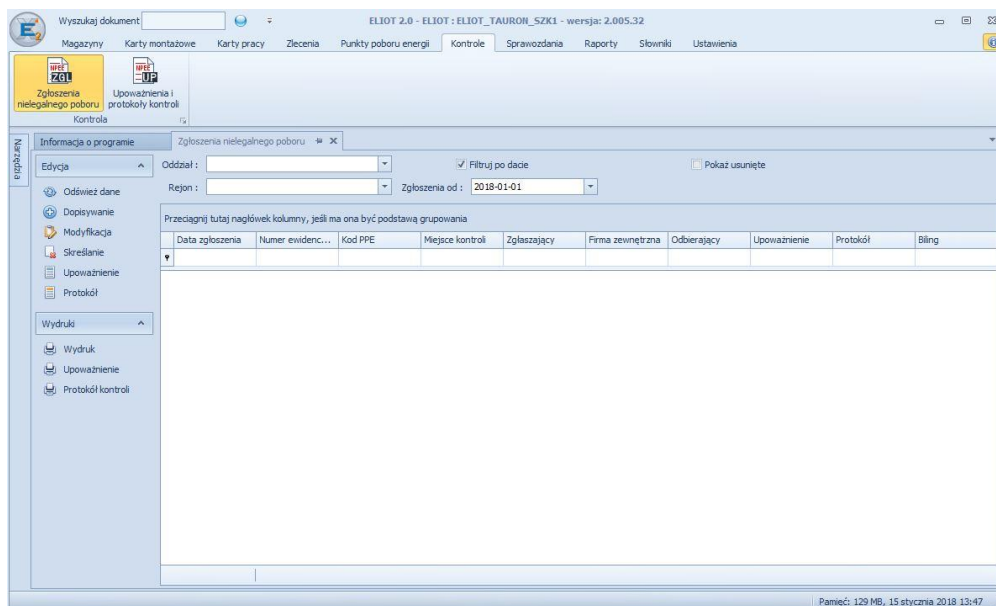 Wyszukaj dokument
ELIOT 2.0 - ELIOT : ELIOT_TAURON_SZK1 - wersja: 2.005.32
Magazyny Karty montażowe Karty pracy Zlecenia Punkty poboru energii Kontrole Sprawozdania Raporty Słowniki Ustawienia
NFEE ZGL
NFEE UP
Zgłoszenia nielegalnego poboru
Upoważnienia i protokoły kontroli
Kontrola
Narzędzia
Informacja o programie
Zgłoszenia nielegalnego poboru
Edycja
Odśwież dane
Dopisywanie
Modyfikacja
Skreślanie
Upoważnienie
Protokół
Wydruki
Wydruk
Upoważnienie
Protokół kontroli
Oddział :
Filtruj po dacie
Pokaż usunięte
Rejon :
Zgłoszenia od : 2018-01-01
Przeciągnij tutaj nagłówek kolumny, jeśli ma ona być podstawą grupowania
Data zgłoszenia Numer ewidenc... Kod PPE Miejsce kontroli Zgłaszający Firma zewnętrzna Odbierający Upoważnienie Protokół Biling
Pamięć: 129 MB, 15 stycznia 2018 13:47